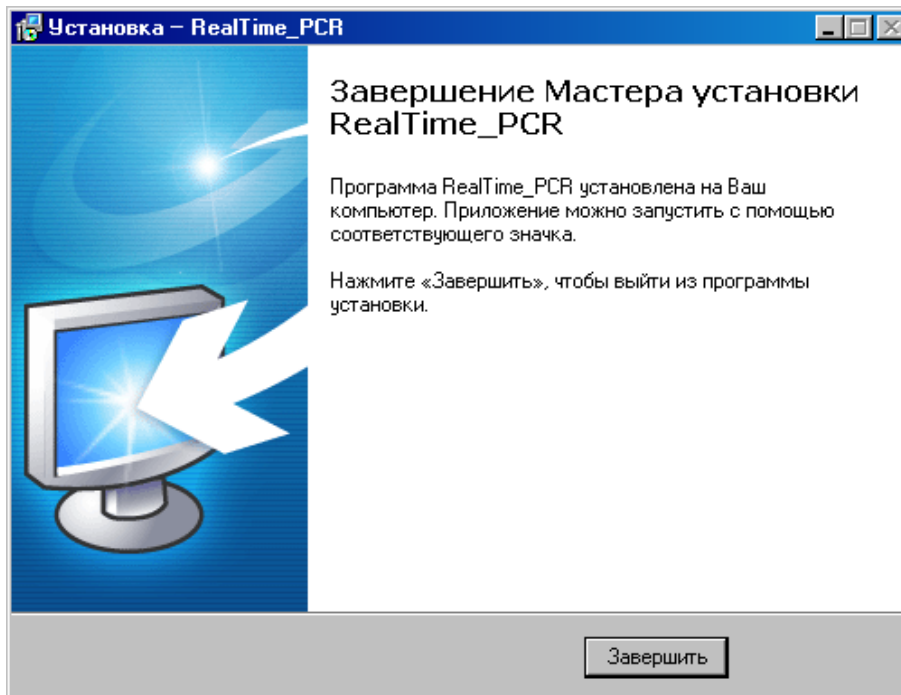 Установка – RealTime_PCR
Завершение Мастера установки
RealTime_PCR
Программа RealTime_PCR установлена на Ваш
компьютер. Приложение можно запустить с помощью
соответствующего значка.
Нажмите «Завершить», чтобы выйти из программы
установки.
Завершить